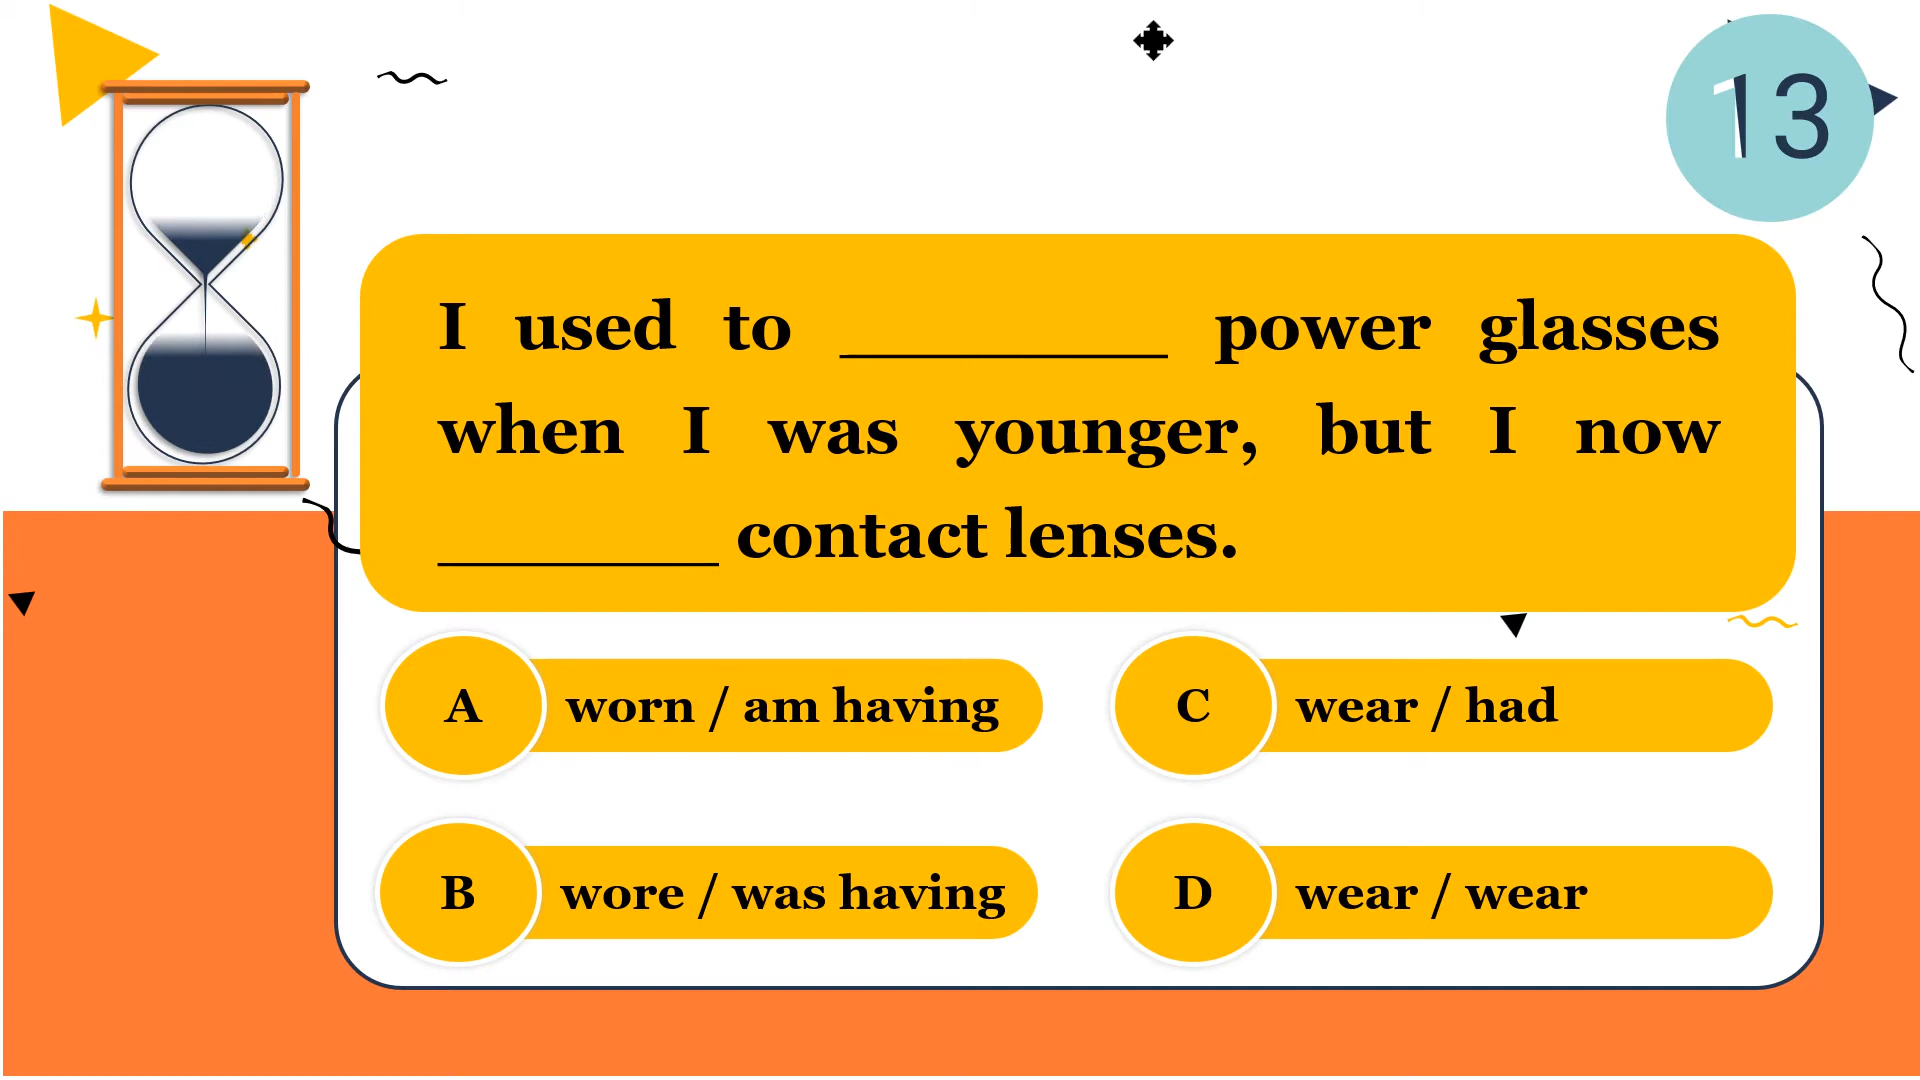 13
I used to ________ power glasses
when I was younger, but I now
_______ contact lenses.
A worn / am having
C wear / had
B wore / was having
D wear / wear